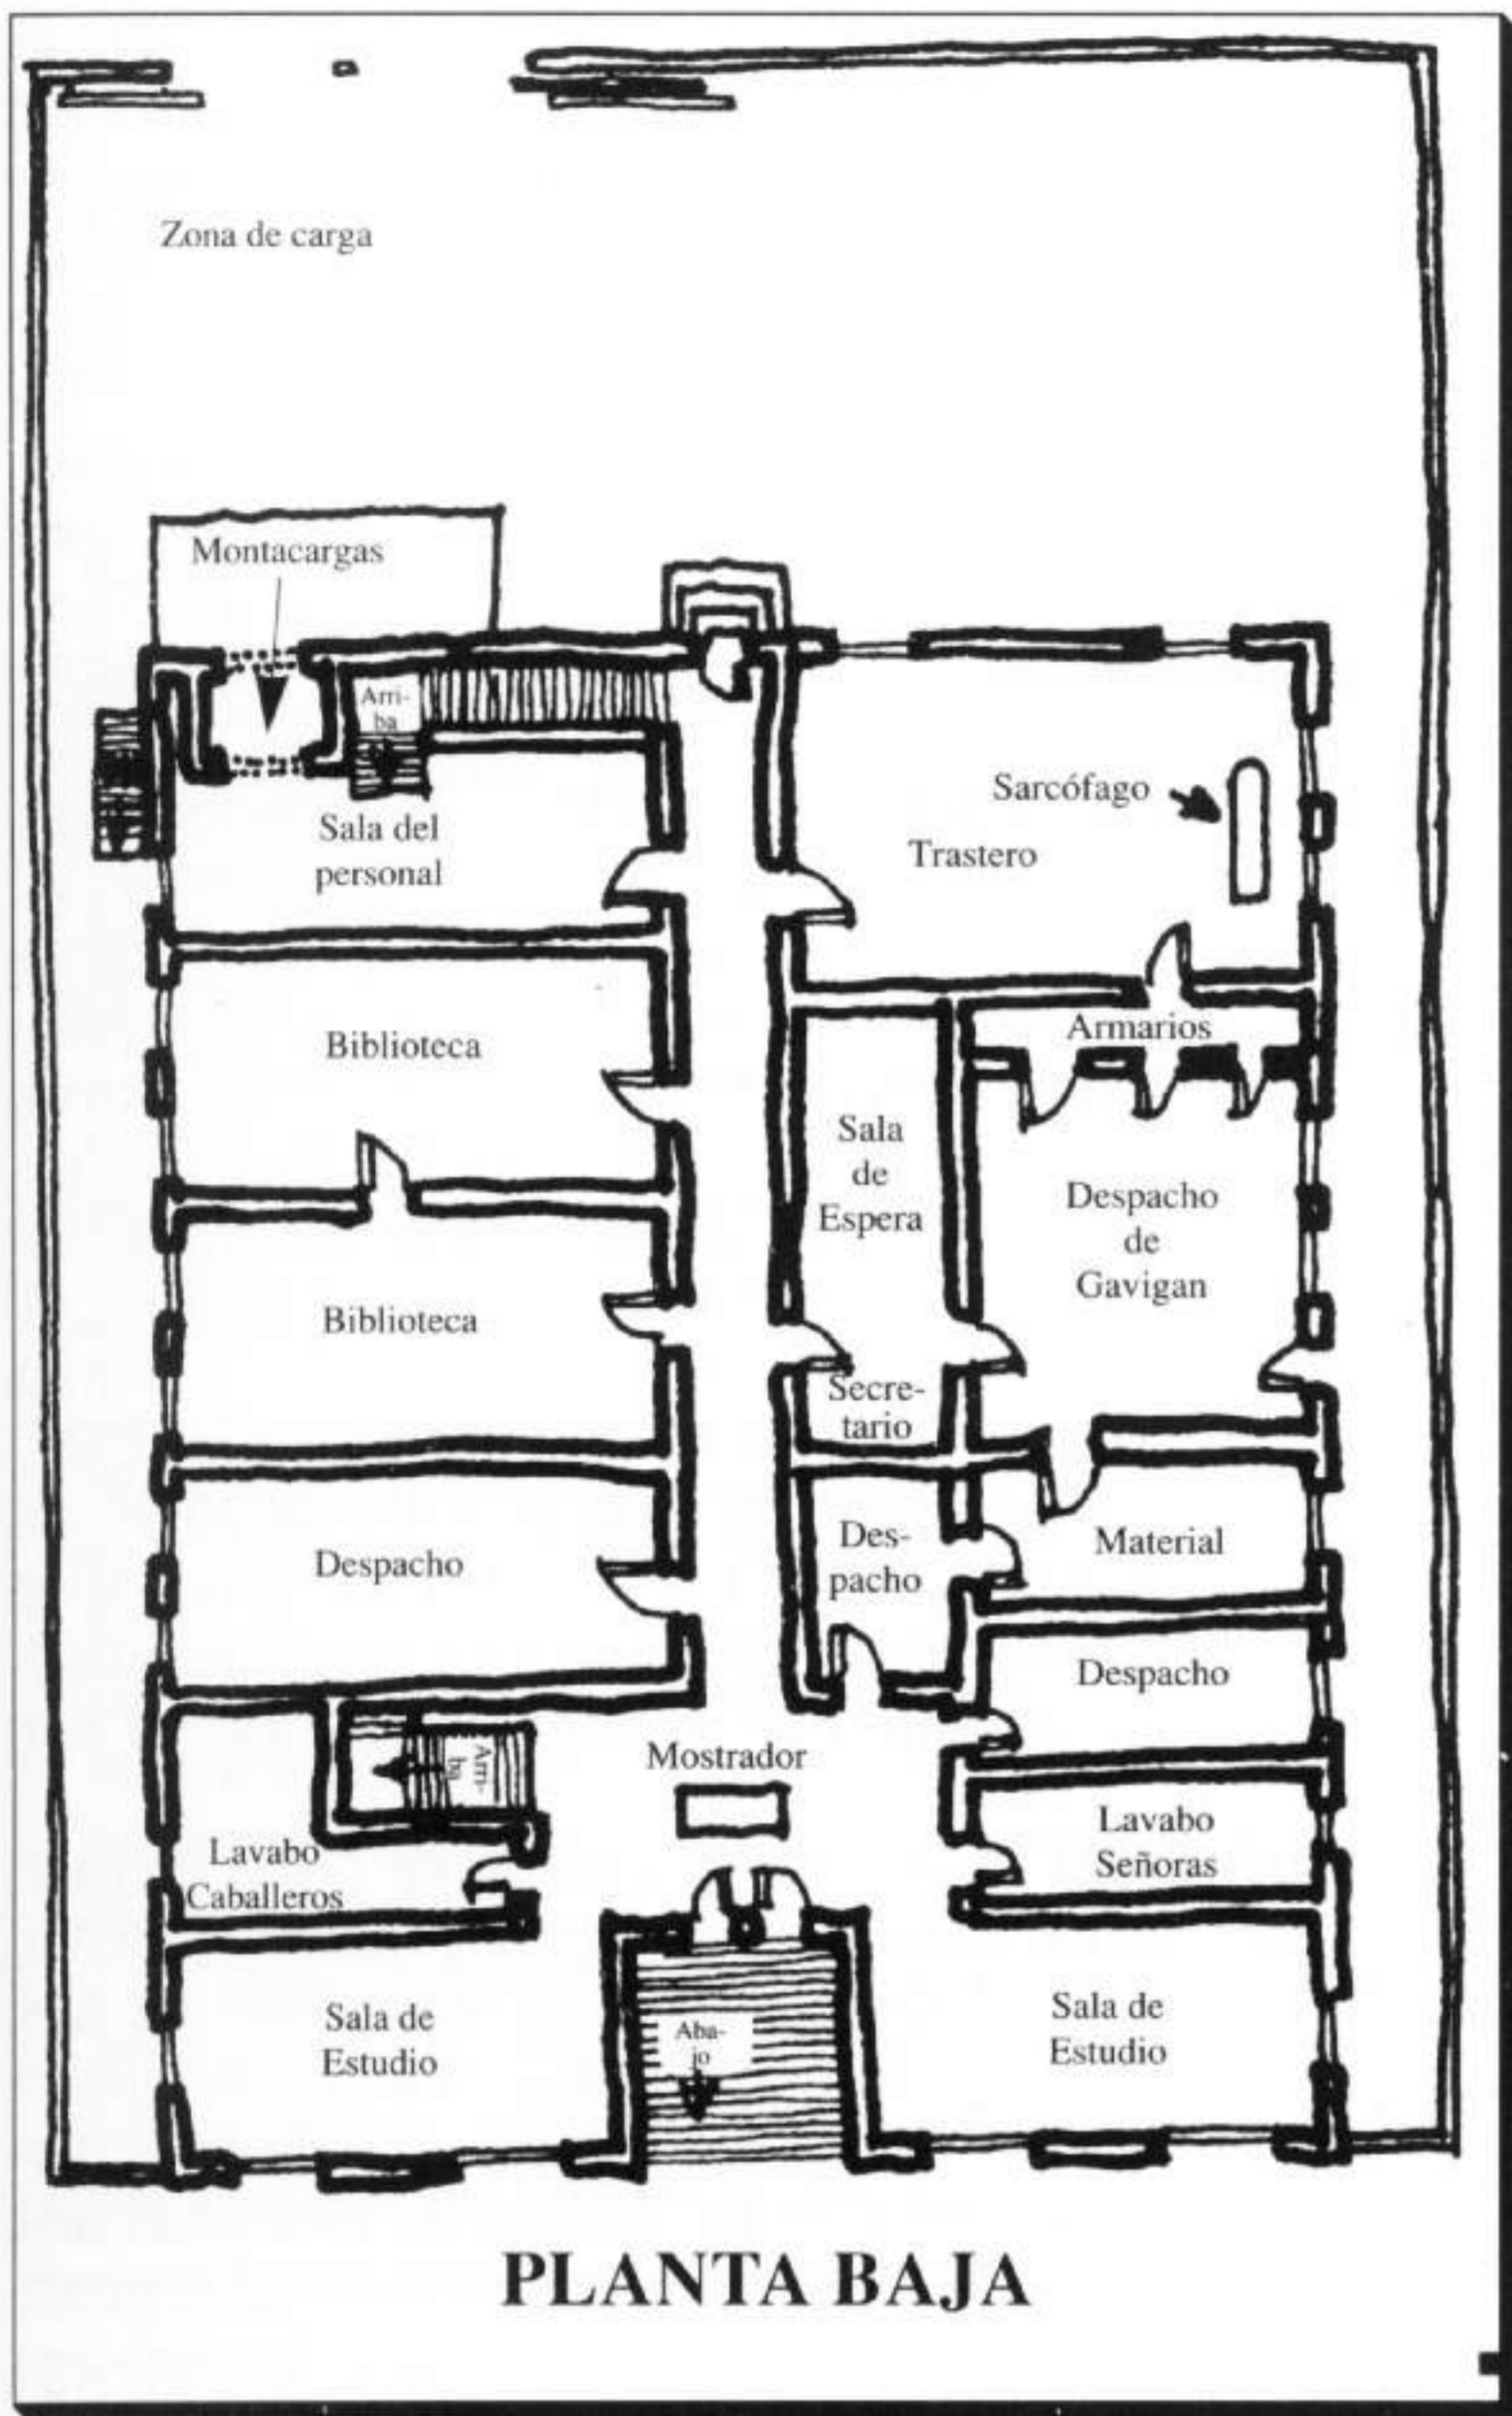 Zona de carga
Montacargas
Arri-
ba
Sarcófago
Sala del
personal
Trastero
Biblioteca
Armarios
Sala
de
Espera
Despacho
de
Gavigan
Biblioteca
Secre-
tario
Despacho
Des-
pacho
Material
Despacho
Arri-
ba
Mostrador
Lavabo
Caballeros
Lavabo
Señoras
Sala de
Estudio
Aba-
jo
Sala de
Estudio
PLANTA BAJA